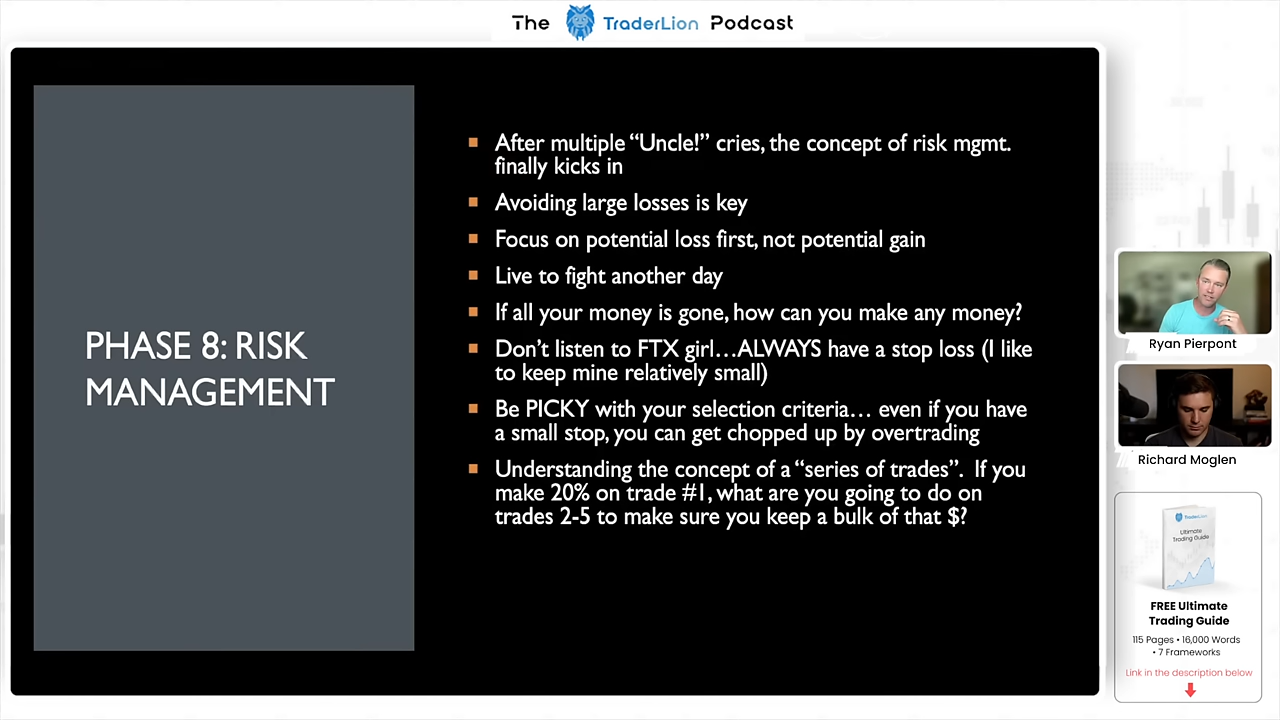 The TraderLion Podcast
PHASE 8: RISK
MANAGEMENT
After multiple “Uncle!” cries, the concept of risk mgmt.
finally kicks in
Avoiding large losses is key
Focus on potential loss first, not potential gain
Live to fight another day
If all your money is gone, how can you make any money?
Don’t listen to FTX girl…ALWAYS have a stop loss (I like
to keep mine relatively small)
Be PICKY with your selection criteria… even if you have
a small stop, you can get chopped up by overtrading
Understanding the concept of a “series of trades”.  If you
make 20% on trade #1, what are you going to do on
trades 2-5 to make sure you keep a bulk of that $?
Ryan Pierpont
Richard Moglen
TraderLion
Ultimate
Trading Guide
FREE Ultimate
Trading Guide
115 Pages • 16,000 Words
• 7 Frameworks
Link in the description below